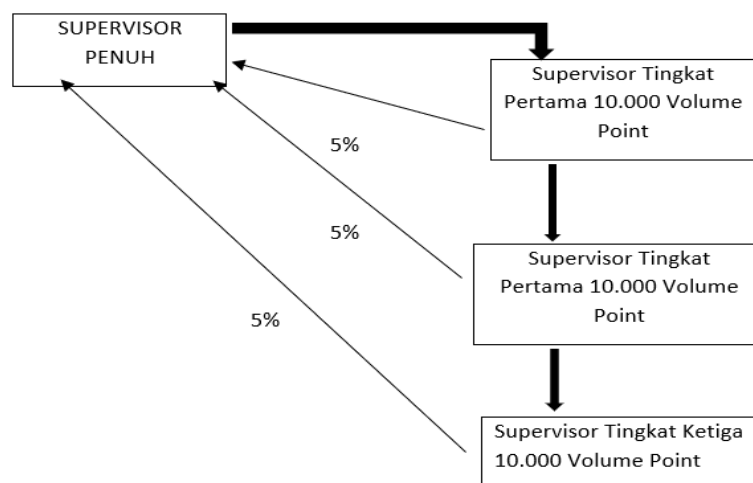 SUPERVISOR
PENUH
Supervisor Tingkat
Pertama 10.000 Volume
Point
5%
5%
Supervisor Tingkat
Pertama 10.000 Volume
Point
5%
Supervisor Tingkat Ketiga
10.000 Volume Point